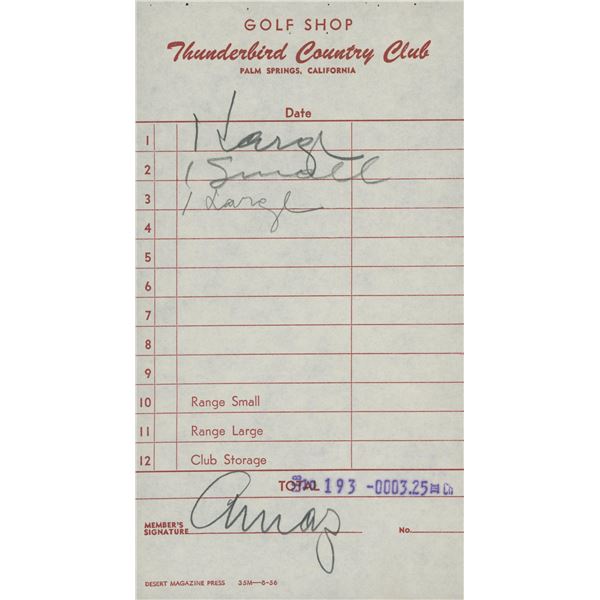 GOLF SHOP
Thunderbird Country Club
PALM SPRINGS, CALIFORNIA
Date
1 1 Large
2 1 Small
3 1 Large
4
5
6
7
8
9
10 Range Small
11 Range Large
12 Club Storage
TOTAL 193 -0003.25
MEMBER'S
SIGNATURE Arnaz No.
DESERT MAGAZINE PRESS 35M—8-56